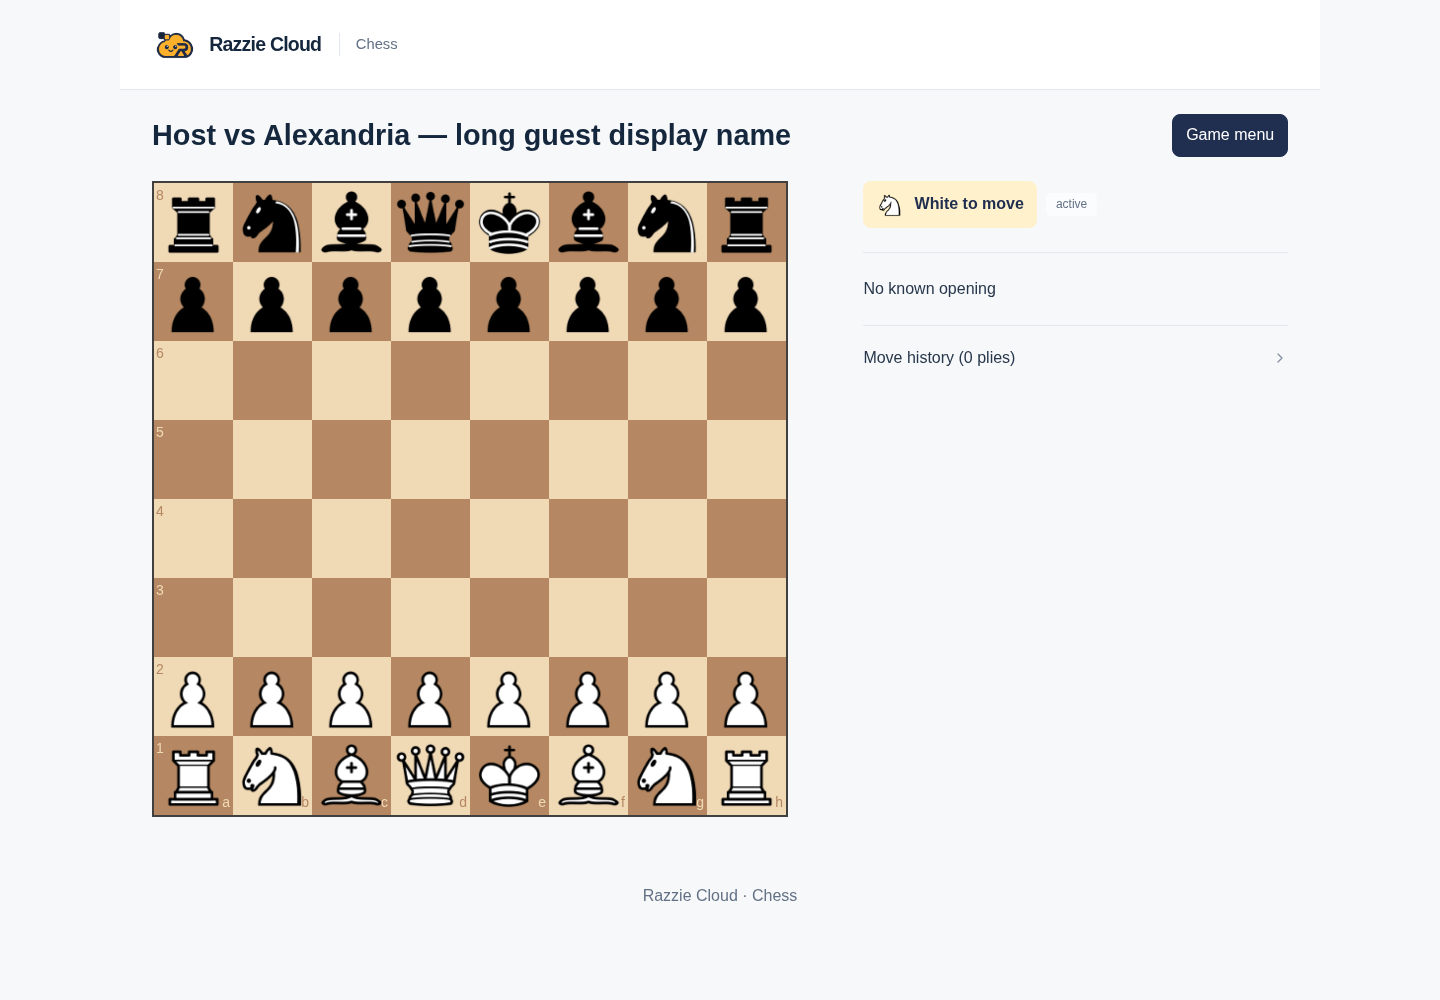 Razzie Cloud
Chess
Host vs Alexandria — long guest display name
Game menu
8
7
6
5
4
3
2
1
a b c d e f g h
White to move
active
No known opening
Move history (0 plies)
Razzie Cloud · Chess